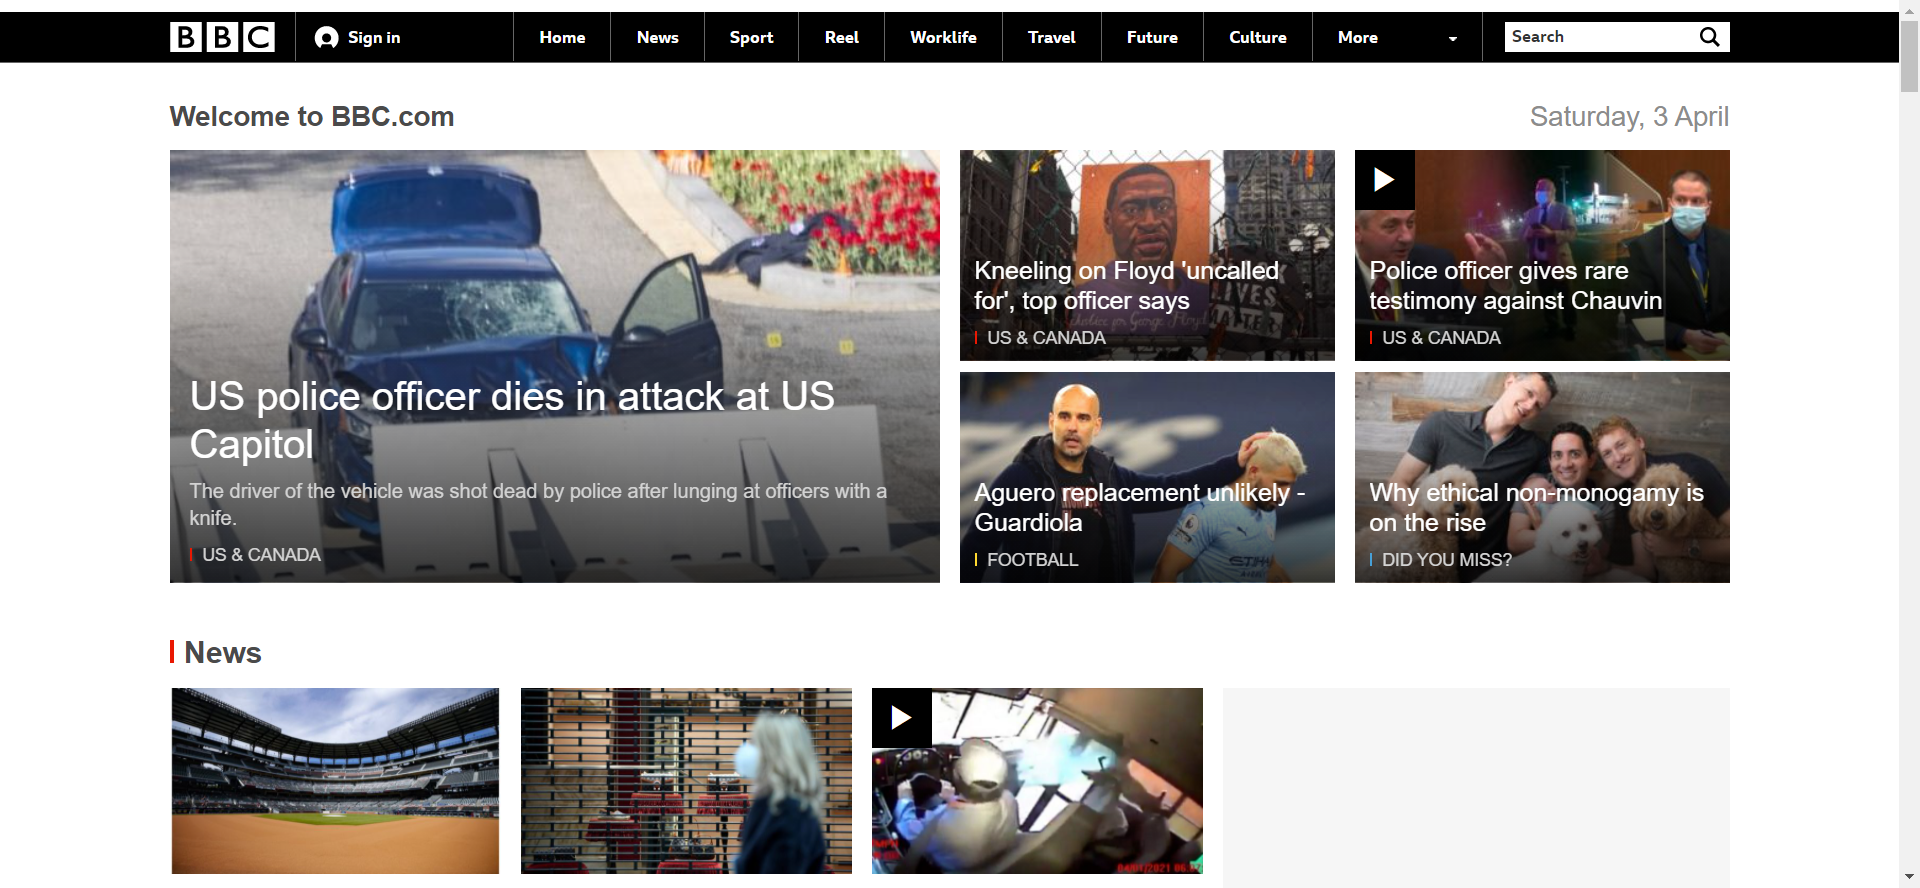 BBC
Sign in
Home
News
Sport
Reel
Worklife
Travel
Future
Culture
More
Search
Welcome to BBC.com
Saturday, 3 April
US police officer dies in attack at US
Capitol
The driver of the vehicle was shot dead by police after lunging at officers with a
knife.
US & CANADA
Kneeling on Floyd 'uncalled
for', top officer says
US & CANADA
Police officer gives rare
testimony against Chauvin
US & CANADA
Aguero replacement unlikely -
Guardiola
FOOTBALL
Why ethical non-monogamy is
on the rise
DID YOU MISS?
News